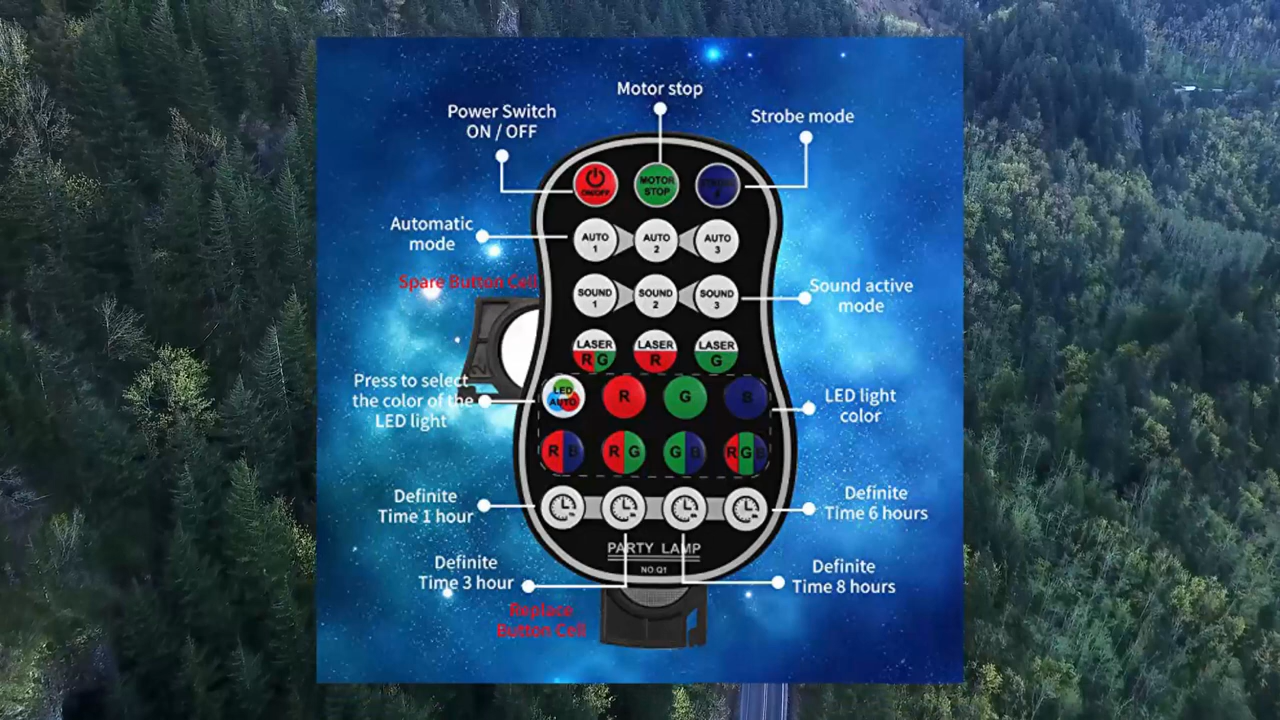 Motor stop
Power Switch
ON / OFF
Strobe mode
ON/OFF
MOTOR
STOP
Automatic
mode
AUTO
1
AUTO
2
AUTO
3
Spare Button Cell
SOUND
1
SOUND
2
SOUND
3
Sound active
mode
LASER
R G
LASER
R
LASER
G
Press to select
the color of the
LED light
LED
AUTO
R
G
B
LED light
color
R B
R G
G B
R G B
Definite
Time 1 hour
Definite
Time 6 hours
PARTY LAMP
NO.Q1
Definite
Time 3 hour
Definite
Time 8 hours
Replace
Button Cell